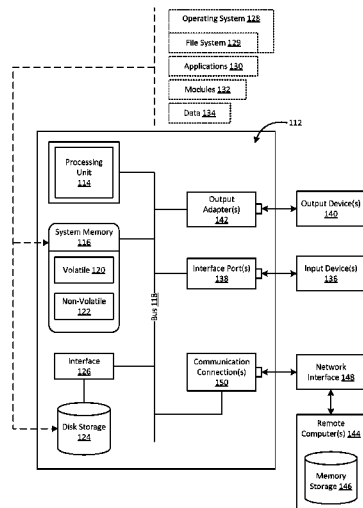 Operating System 128
File System 129
Applications 130
Modules 132
Data 134
112
Processing
Unit
114
System Memory
116
Volatile 120
Non-Volatile
122
Interface
126
Disk Storage
124
Bus 118
Output
Adapter(s)
142
Interface Port(s)
138
Communication
Connection(s)
150
Output Device(s)
140
Input Device(s)
136
Network
Interface 148
Remote
Computer(s) 144
Memory
Storage 146